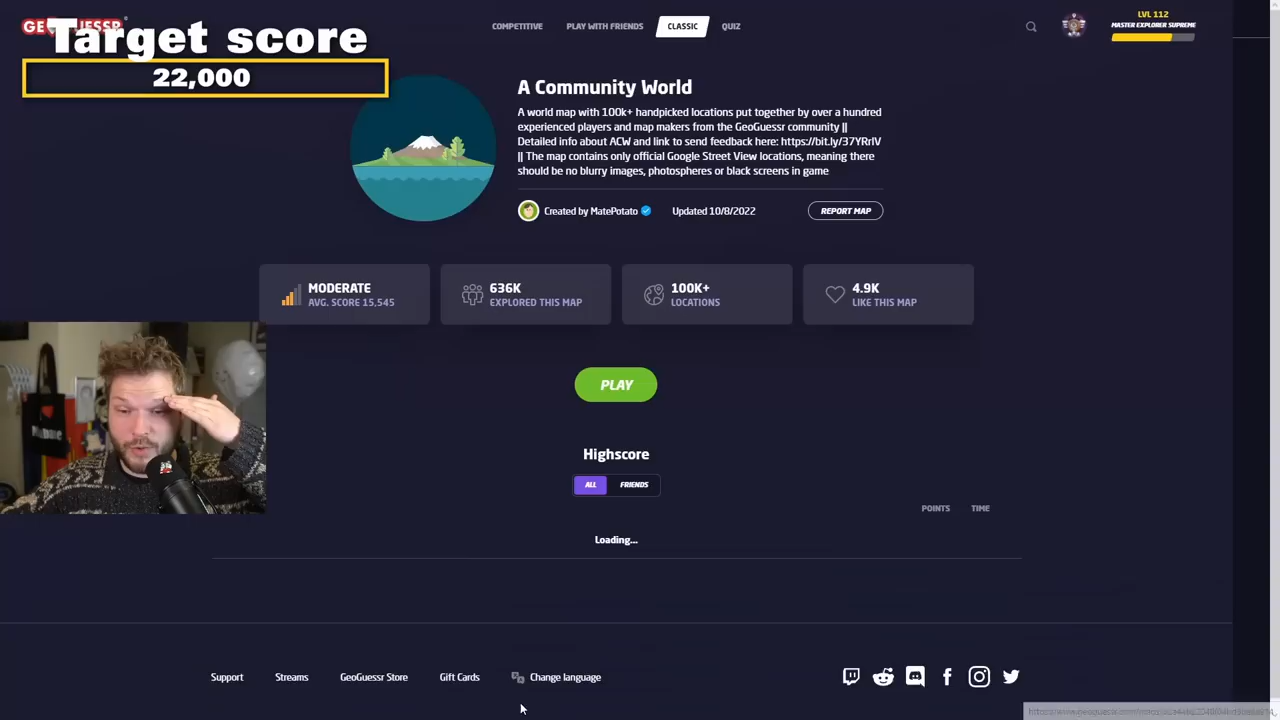 Target score
22,000
COMPETITIVE
PLAY WITH FRIENDS
CLASSIC
QUIZ
LVL 112
MASTER EXPLORER SUPREME
A Community World
A world map with 100k+ handpicked locations put together by over a hundred
experienced players and map makers from the GeoGuessr community ||
Detailed info about ACW and link to send feedback here: https://bit.ly/37YRrIV
|| The map contains only official Google Street View locations, meaning there
should be no blurry images, photospheres or black screens in game
Created by MatePotato
Updated 10/8/2022
REPORT MAP
MODERATE
AVG. SCORE 15,545
636K
EXPLORED THIS MAP
100K+
LOCATIONS
4.9K
LIKE THIS MAP
PLAY
Highscore
ALL
FRIENDS
POINTS
TIME
Loading...
Support
Streams
GeoGuessr Store
Gift Cards
Change language